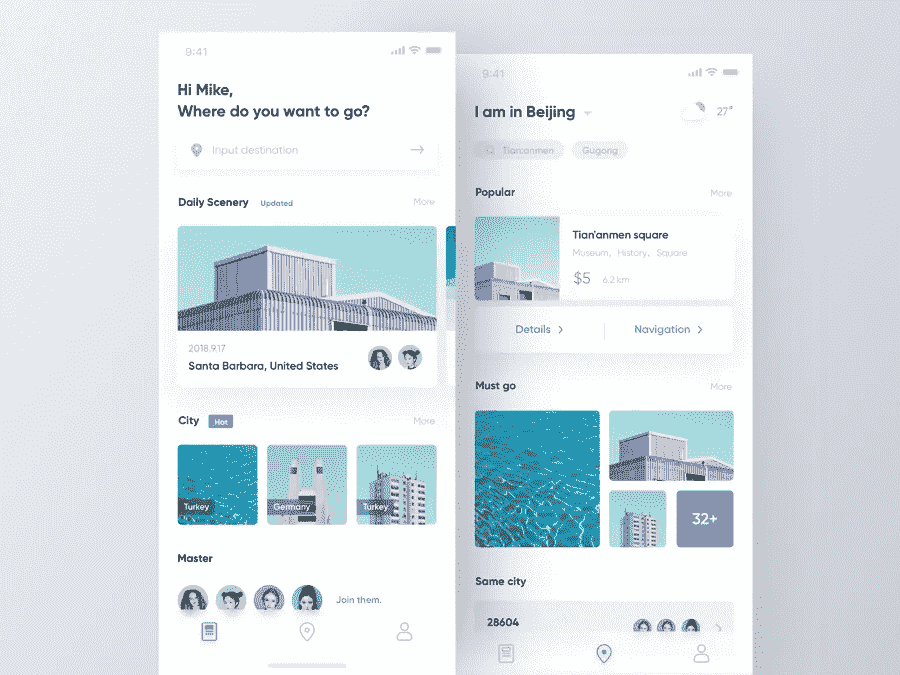 9:41
Hi Mike,
Where do you want to go?
Input destination
Daily Scenery Updated More
2018.9.17
Santa Barbara, United States
City Hot More
Turkey Germany Turkey
Master
Join them.
9:41
I am in Beijing 27°
Tian'anmen Gugong
Popular More
Tian'anmen square
Museum, History, Square
$5 6.2 km
Details Navigation
Must go More
32+
Same city
28604